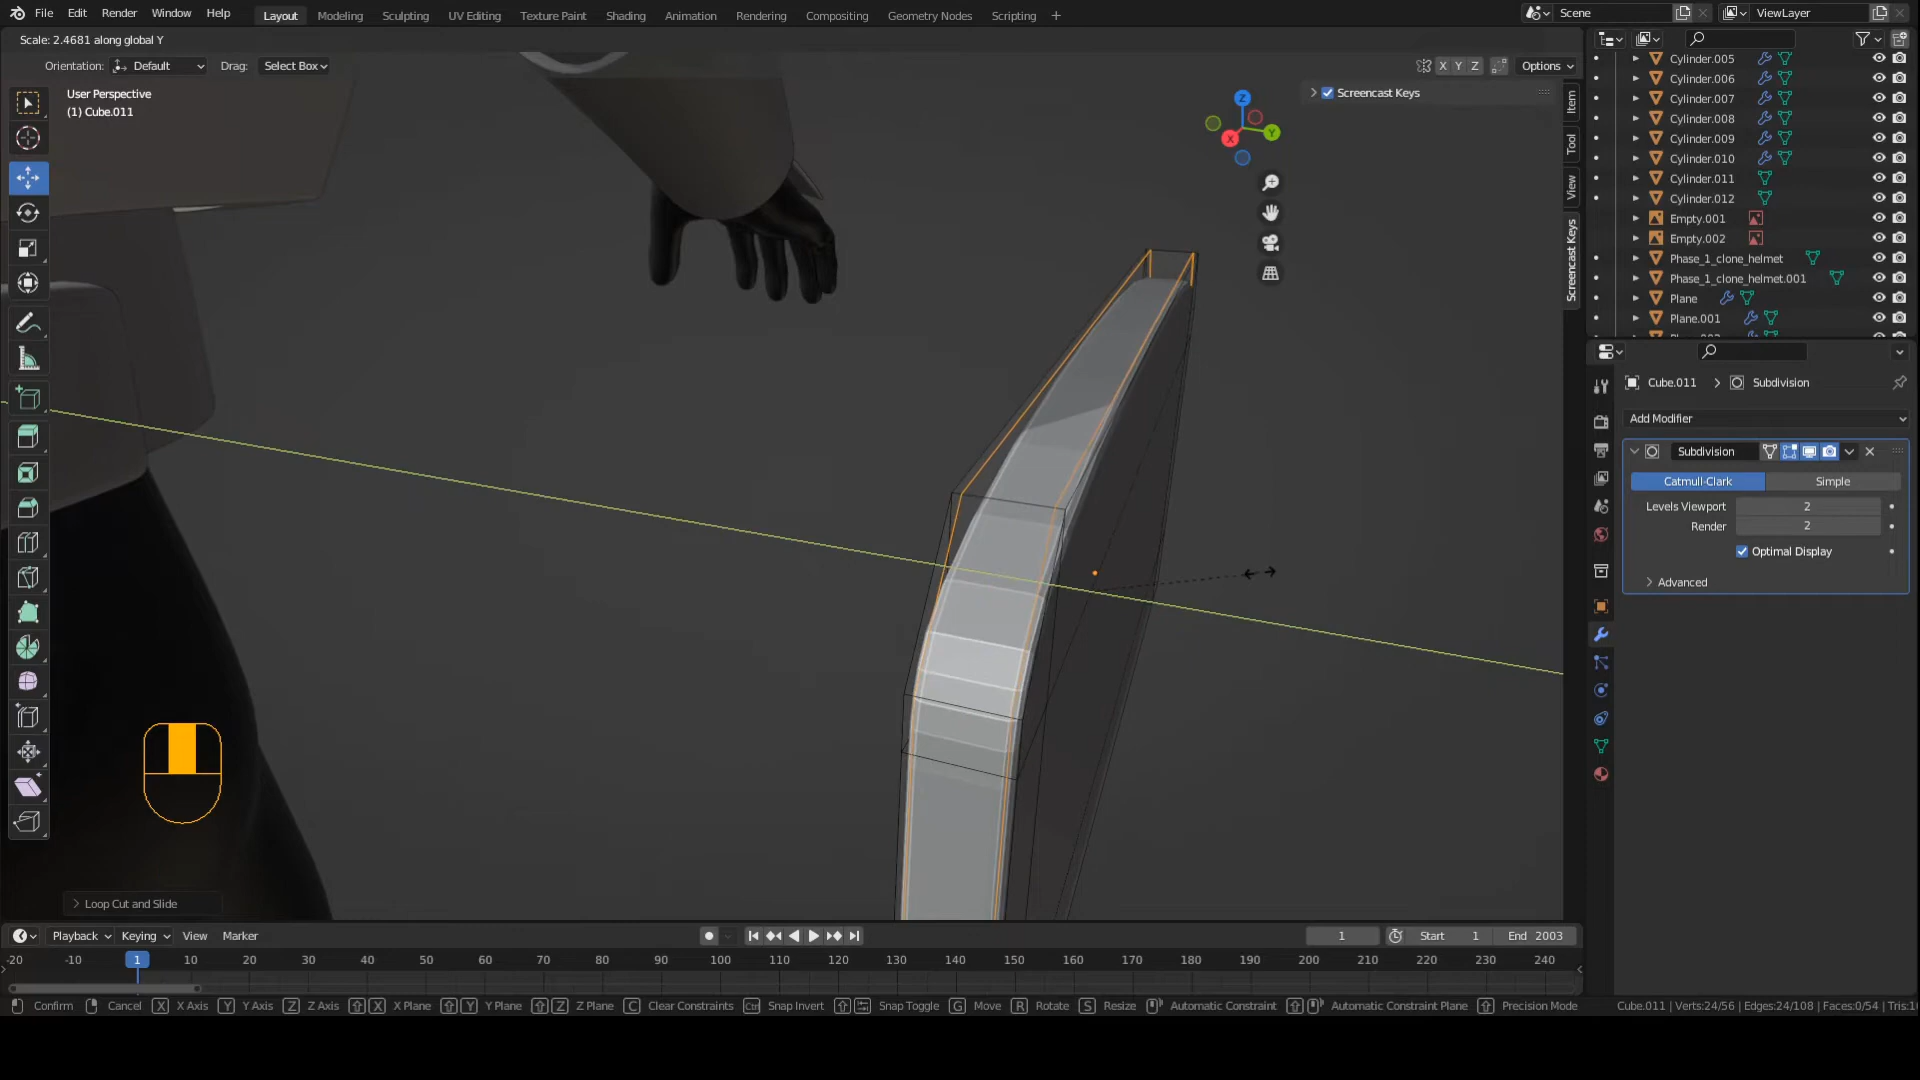 File Edit Render Window Help
Layout Modeling Sculpting UV Editing Texture Paint Shading Animation Rendering Compositing Geometry Nodes Scripting +
Scene
ViewLayer
Scale: 2.4681 along global Y
Orientation: Default Drag: Select Box
X Y Z Options
User Perspective
(1) Cube.011
Screencast Keys
Z
Y
X
Item
Tool
View
Screencast Keys
Cylinder.005
Cylinder.006
Cylinder.007
Cylinder.008
Cylinder.009
Cylinder.010
Cylinder.011
Cylinder.012
Empty.001
Empty.002
Phase_1_clone_helmet
Phase_1_clone_helmet.001
Plane
Plane.001
Cube.011 > Subdivision
Add Modifier
Subdivision
Catmull-Clark Simple
Levels Viewport 2
Render 2
Optimal Display
Advanced
Loop Cut and Slide
Playback Keying View Marker
1 Start 1 End 2003
-20 -10 1 10 20 30 40 50 60 70 80 90 100 110 120 130 140 150 160 170 180 190 200 210 220 230 240
Confirm Cancel X X Axis Y Y Axis Z Z Axis X X Plane Y Y Plane Z Z Plane C Clear Constraints Ctrl Snap Invert Snap Toggle G Move R Rotate S Resize Automatic Constraint Automatic Constraint Plane Precision Mode Cube.011 | Verts:24/56 | Edges:24/108 | Faces:0/54 |